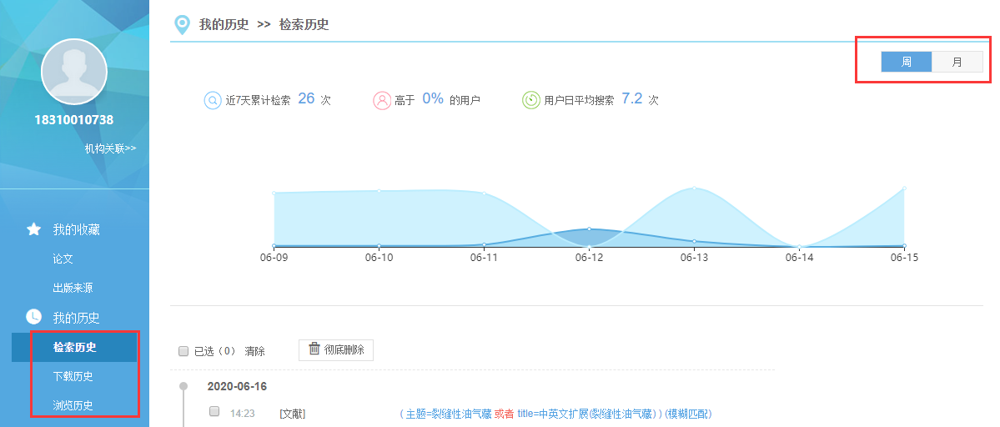 18310010738
机构关联>>
我的收藏
论文
出版来源
我的历史
检索历史
下载历史
浏览历史
我的历史 >> 检索历史
周 月
近7天累计检索 26 次 高于 0% 的用户 用户日平均搜索 7.2 次
06-09 06-10 06-11 06-12 06-13 06-14 06-15
已选（0） 清除 彻底删除
2020-06-16
14:23 [文献] ( 主题=裂缝性油气藏 或者 title=中英文扩展(裂缝性油气藏) ) (模糊匹配)